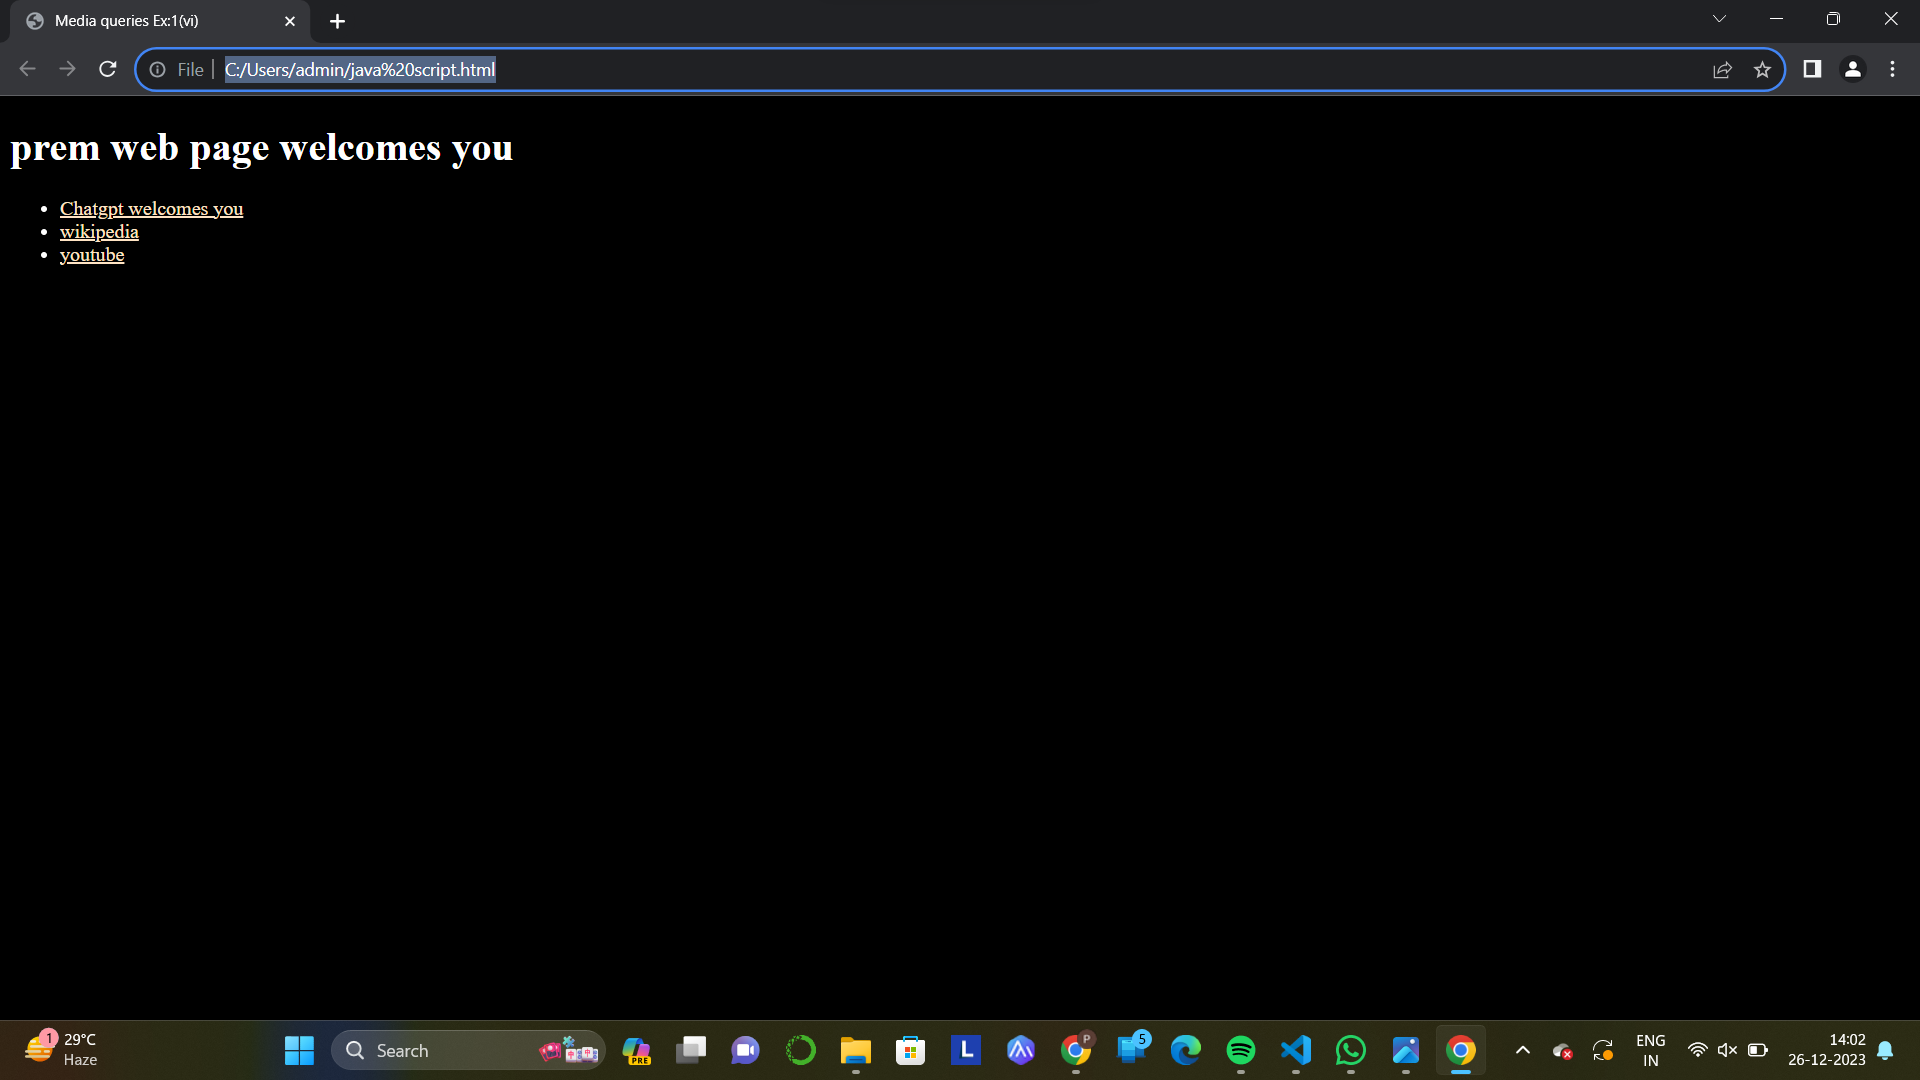 Media queries Ex:1(vi)
File
C:/Users/admin/java%20script.html
prem web page welcomes you
Chatgpt welcomes you
wikipedia
youtube
1
29°C
Haze
Search
PRE
L
P
5
ENG
IN
14:02
26-12-2023